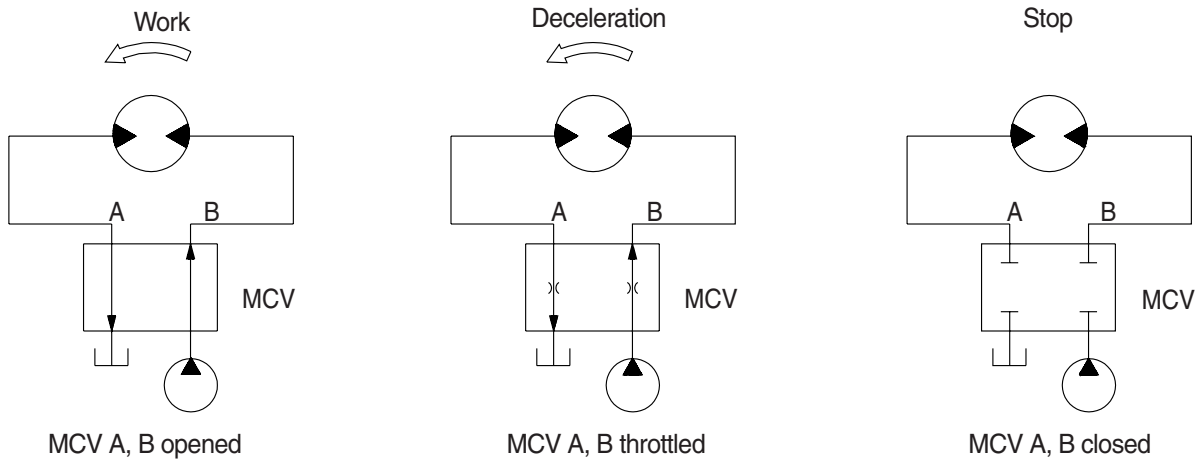 Work
Deceleration
Stop
A B
A B
A B
MCV
MCV
MCV
MCV A, B opened
MCV A, B throttled
MCV A, B closed